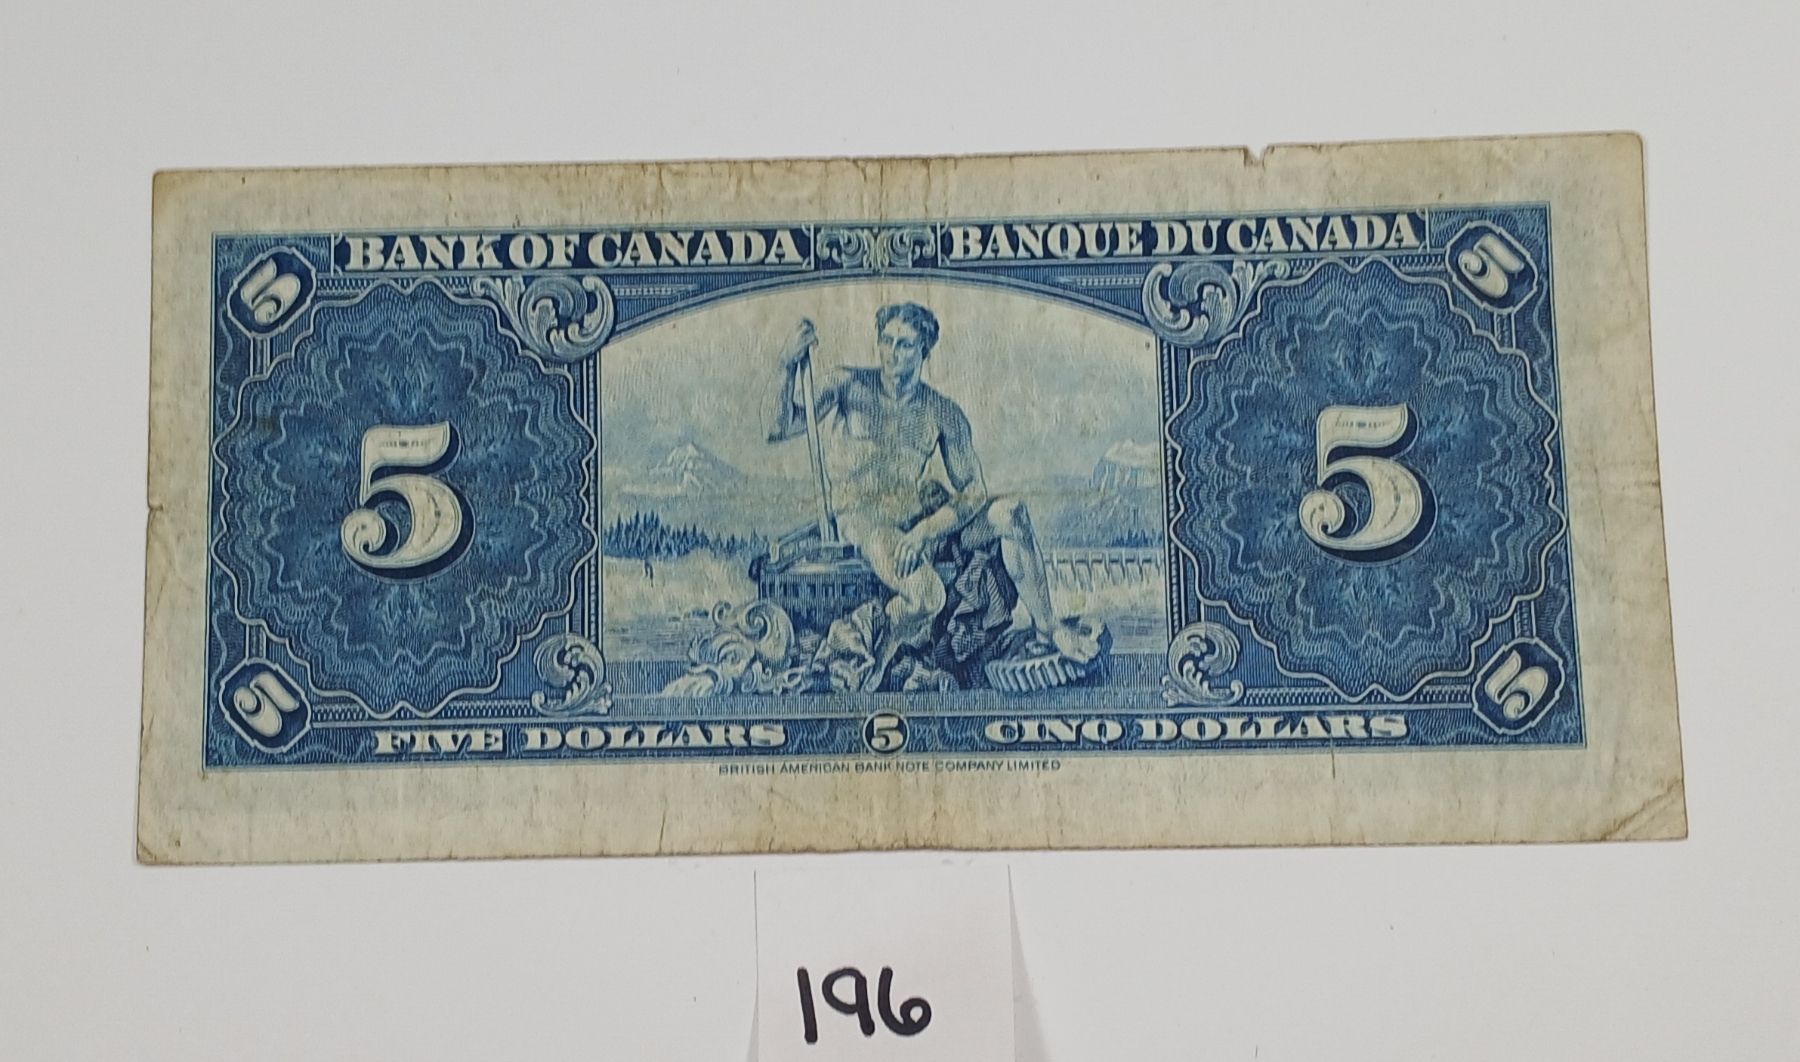 BANK OF CANADA BANQUE DU CANADA
5 5
5 5
5 5
FIVE DOLLARS 5 CINQ DOLLARS
BRITISH AMERICAN BANK NOTE COMPANY LIMITED
196